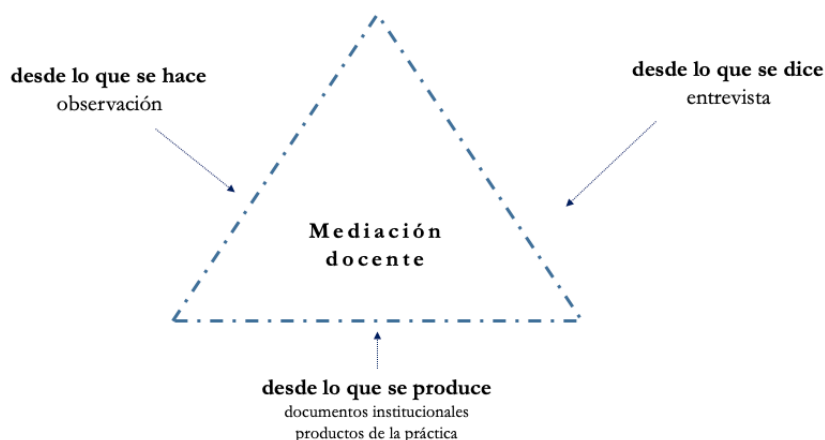 desde lo que se hace
observación
desde lo que se dice
entrevista
Mediación
docente
desde lo que se produce
documentos institucionales
productos de la práctica